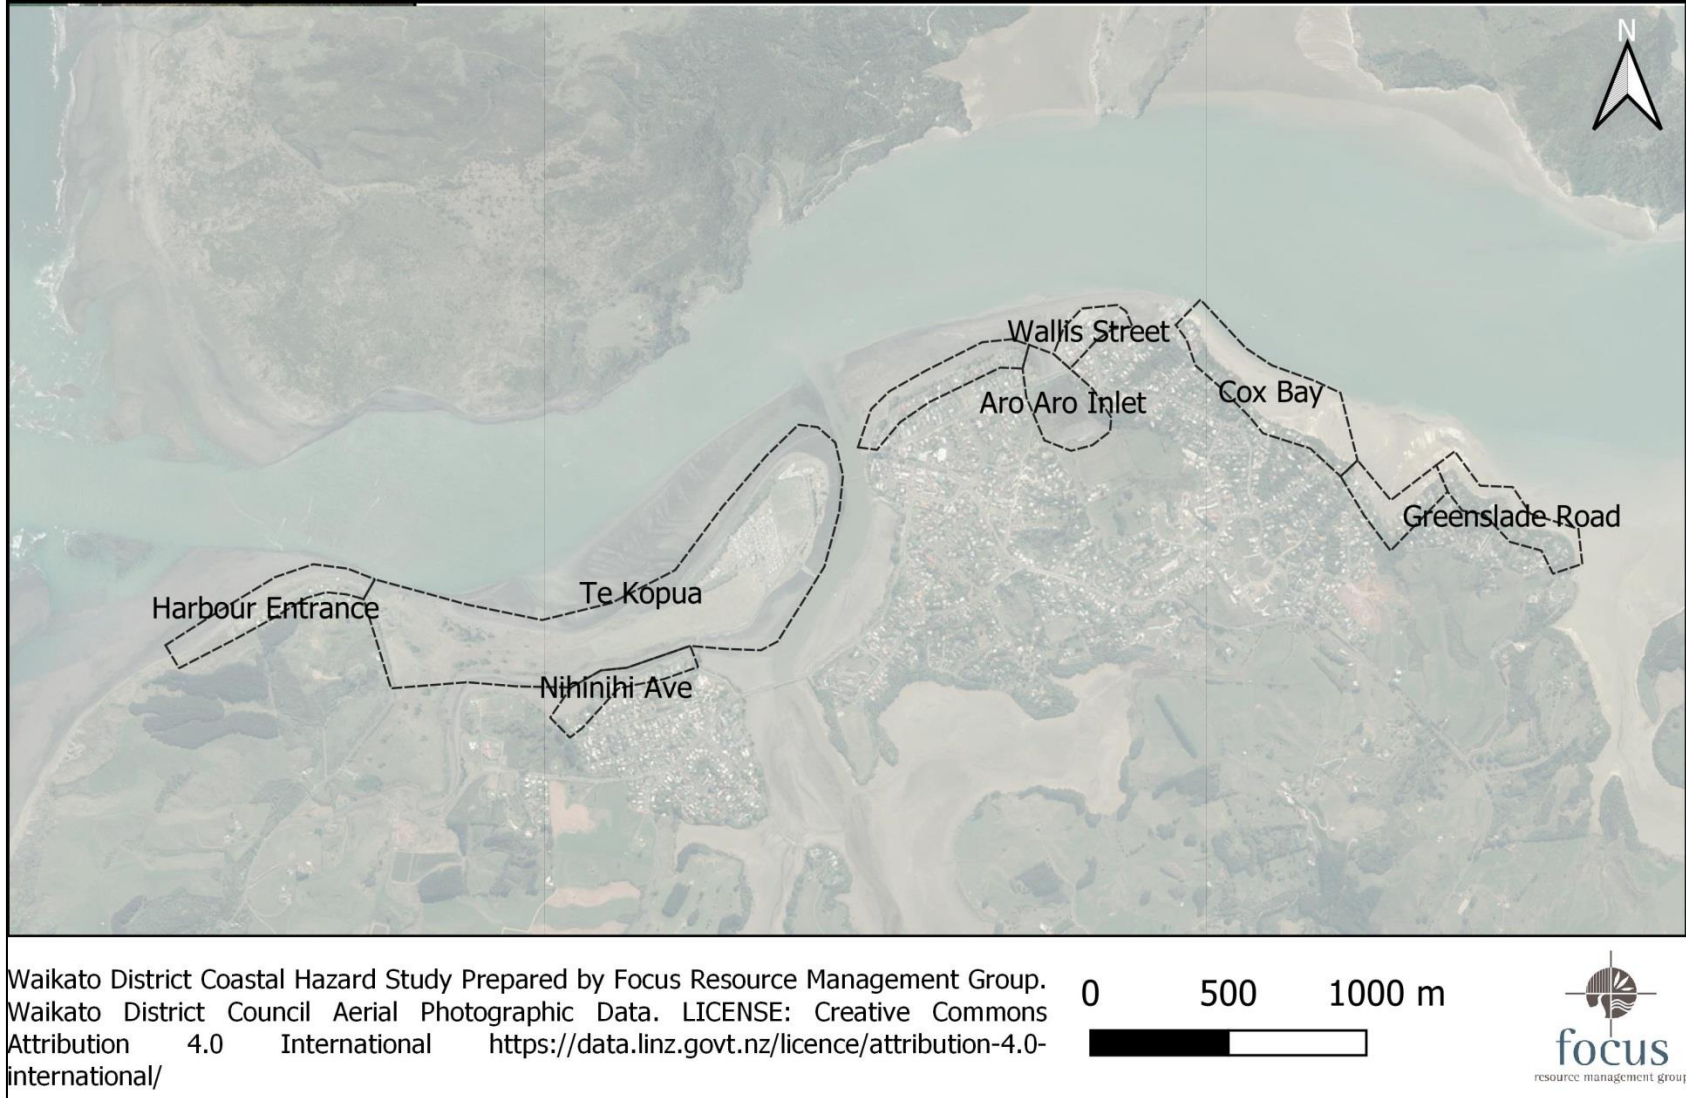 N
Wallis Street
Cox Bay
Aro Aro Inlet
Greenslade Road
Te Kopua
Harbour Entrance
Nihinihi Ave
Waikato District Coastal Hazard Study Prepared by Focus Resource Management Group.
Waikato District Council Aerial Photographic Data. LICENSE: Creative Commons
Attribution 4.0 International https://data.linz.govt.nz/licence/attribution-4.0-
international/
0 500 1000 m
focus
resource management group